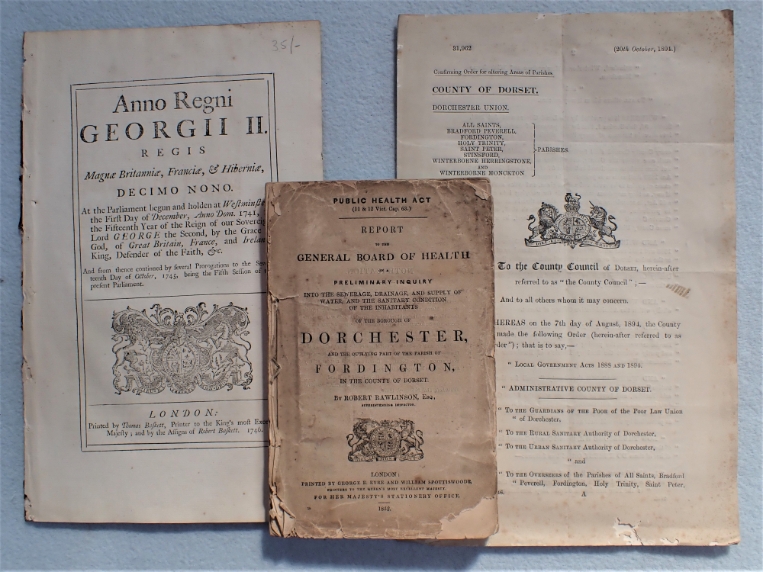 35/-
Anno Regni
GEORGII II.
REGIS
Magnæ Britanniæ, Franciæ, & Hiberniæ,
DECIMO NONO.
At the Parliament begun and holden at Westminster
the First Day of December, Anno Dom. 1741,
the Fifteenth Year of the Reign of our Sovereign
Lord GEORGE the Second, by the Grace
God, of Great Britain, France, and Ireland
King, Defender of the Faith, &c.
And from thence continued by several Prorogations to the
Day of October, 1745, being the Fifth Session of
present Parliament.
LONDON:
Printed by Thomas Baskett, Printer to the King's most
Majesty; and by the Assigns of Robert Baskett. 1746.
PUBLIC HEALTH ACT
(11 & 12 Vict. Cap. 63.)
REPORT
TO THE
GENERAL BOARD OF HEALTH
ON A
PRELIMINARY INQUIRY
INTO THE SEWERAGE, DRAINAGE, AND SUPPLY OF
WATER, AND THE SANITARY CONDITION
OF THE INHABITANTS
OF THE BOROUGH OF
DORCHESTER,
AND THE OUTLYING PART OF THE PARISH OF
FORDINGTON,
IN THE COUNTY OF DORSET.
BY ROBERT RAWLINSON, ESQ.,
SUPERINTENDING INSPECTOR.
LONDON:
PRINTED BY GEORGE E. EYRE AND WILLIAM SPOTTISWOODE,
PRINTERS TO THE QUEEN'S MOST EXCELLENT MAJESTY.
FOR HER MAJESTY'S STATIONERY OFFICE.
1852.
31,902
(20th October, 1894.)
Confirming Order for altering Areas of Parishes.
COUNTY OF DORSET.
DORCHESTER UNION.
ALL SAINTS,
BRADFORD PEVERELL,
FORDINGTON,
HOLY TRINITY,
SAINT PETER,
STINSFORD,
WINTERBORNE HERRINGSTONE,
AND
WINTERBORNE MONCKTON
PARISHES.
To the County Council of DORSET, herein-after
referred to as "the County Council";—
And to all others whom it may concern.
WHEREAS on the 7th day of August, 1894, the County
made the following Order (herein-after referred to as
); that is to say,—
"LOCAL GOVERNMENT ACTS 1888 AND 1894.
"ADMINISTRATIVE COUNTY OF DORSET.
"TO THE GUARDIANS OF THE POOR of the Poor Law Union
" of Dorchester,
"TO THE RURAL SANITARY Authority of Dorchester,
"TO THE URBAN SANITARY Authority of Dorchester,
" and
"TO THE OVERSEERS of the Parishes of All Saints, Bradford
" Peverell, Fordington, Holy Trinity, Saint Peter,
A